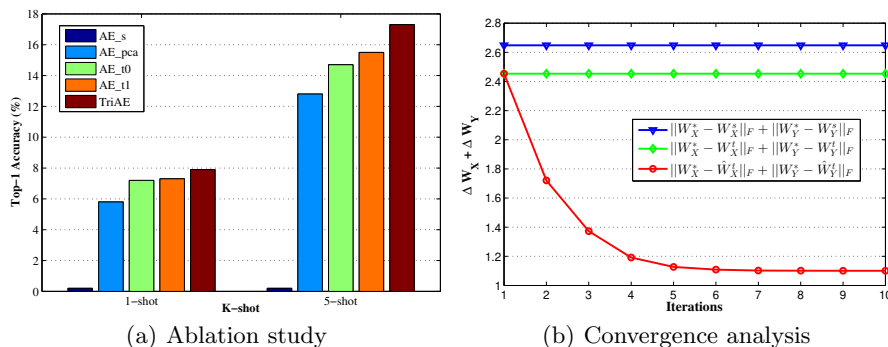 18
16
14
12
10
8
6
4
2
0
Top−1 Accuracy (%)
AE_s
AE_pca
AE_t0
AE_t1
TriAE
1−shot
5−shot
K−shot
(a) Ablation study
2.8
2.6
2.4
2.2
2
1.8
1.6
1.4
1.2
1
Δ W_X + Δ W_Y
||W_X^* − W_X^s||_F + ||W_Y^* − W_Y^s||_F
||W_X^* − W_X^t||_F + ||W_Y^* − W_Y^t||_F
||W_X^* − Ŵ_X^t||_F + ||W_Y^* − Ŵ_Y^t||_F
1 2 3 4 5 6 7 8 9 10
Iterations
(b) Convergence analysis